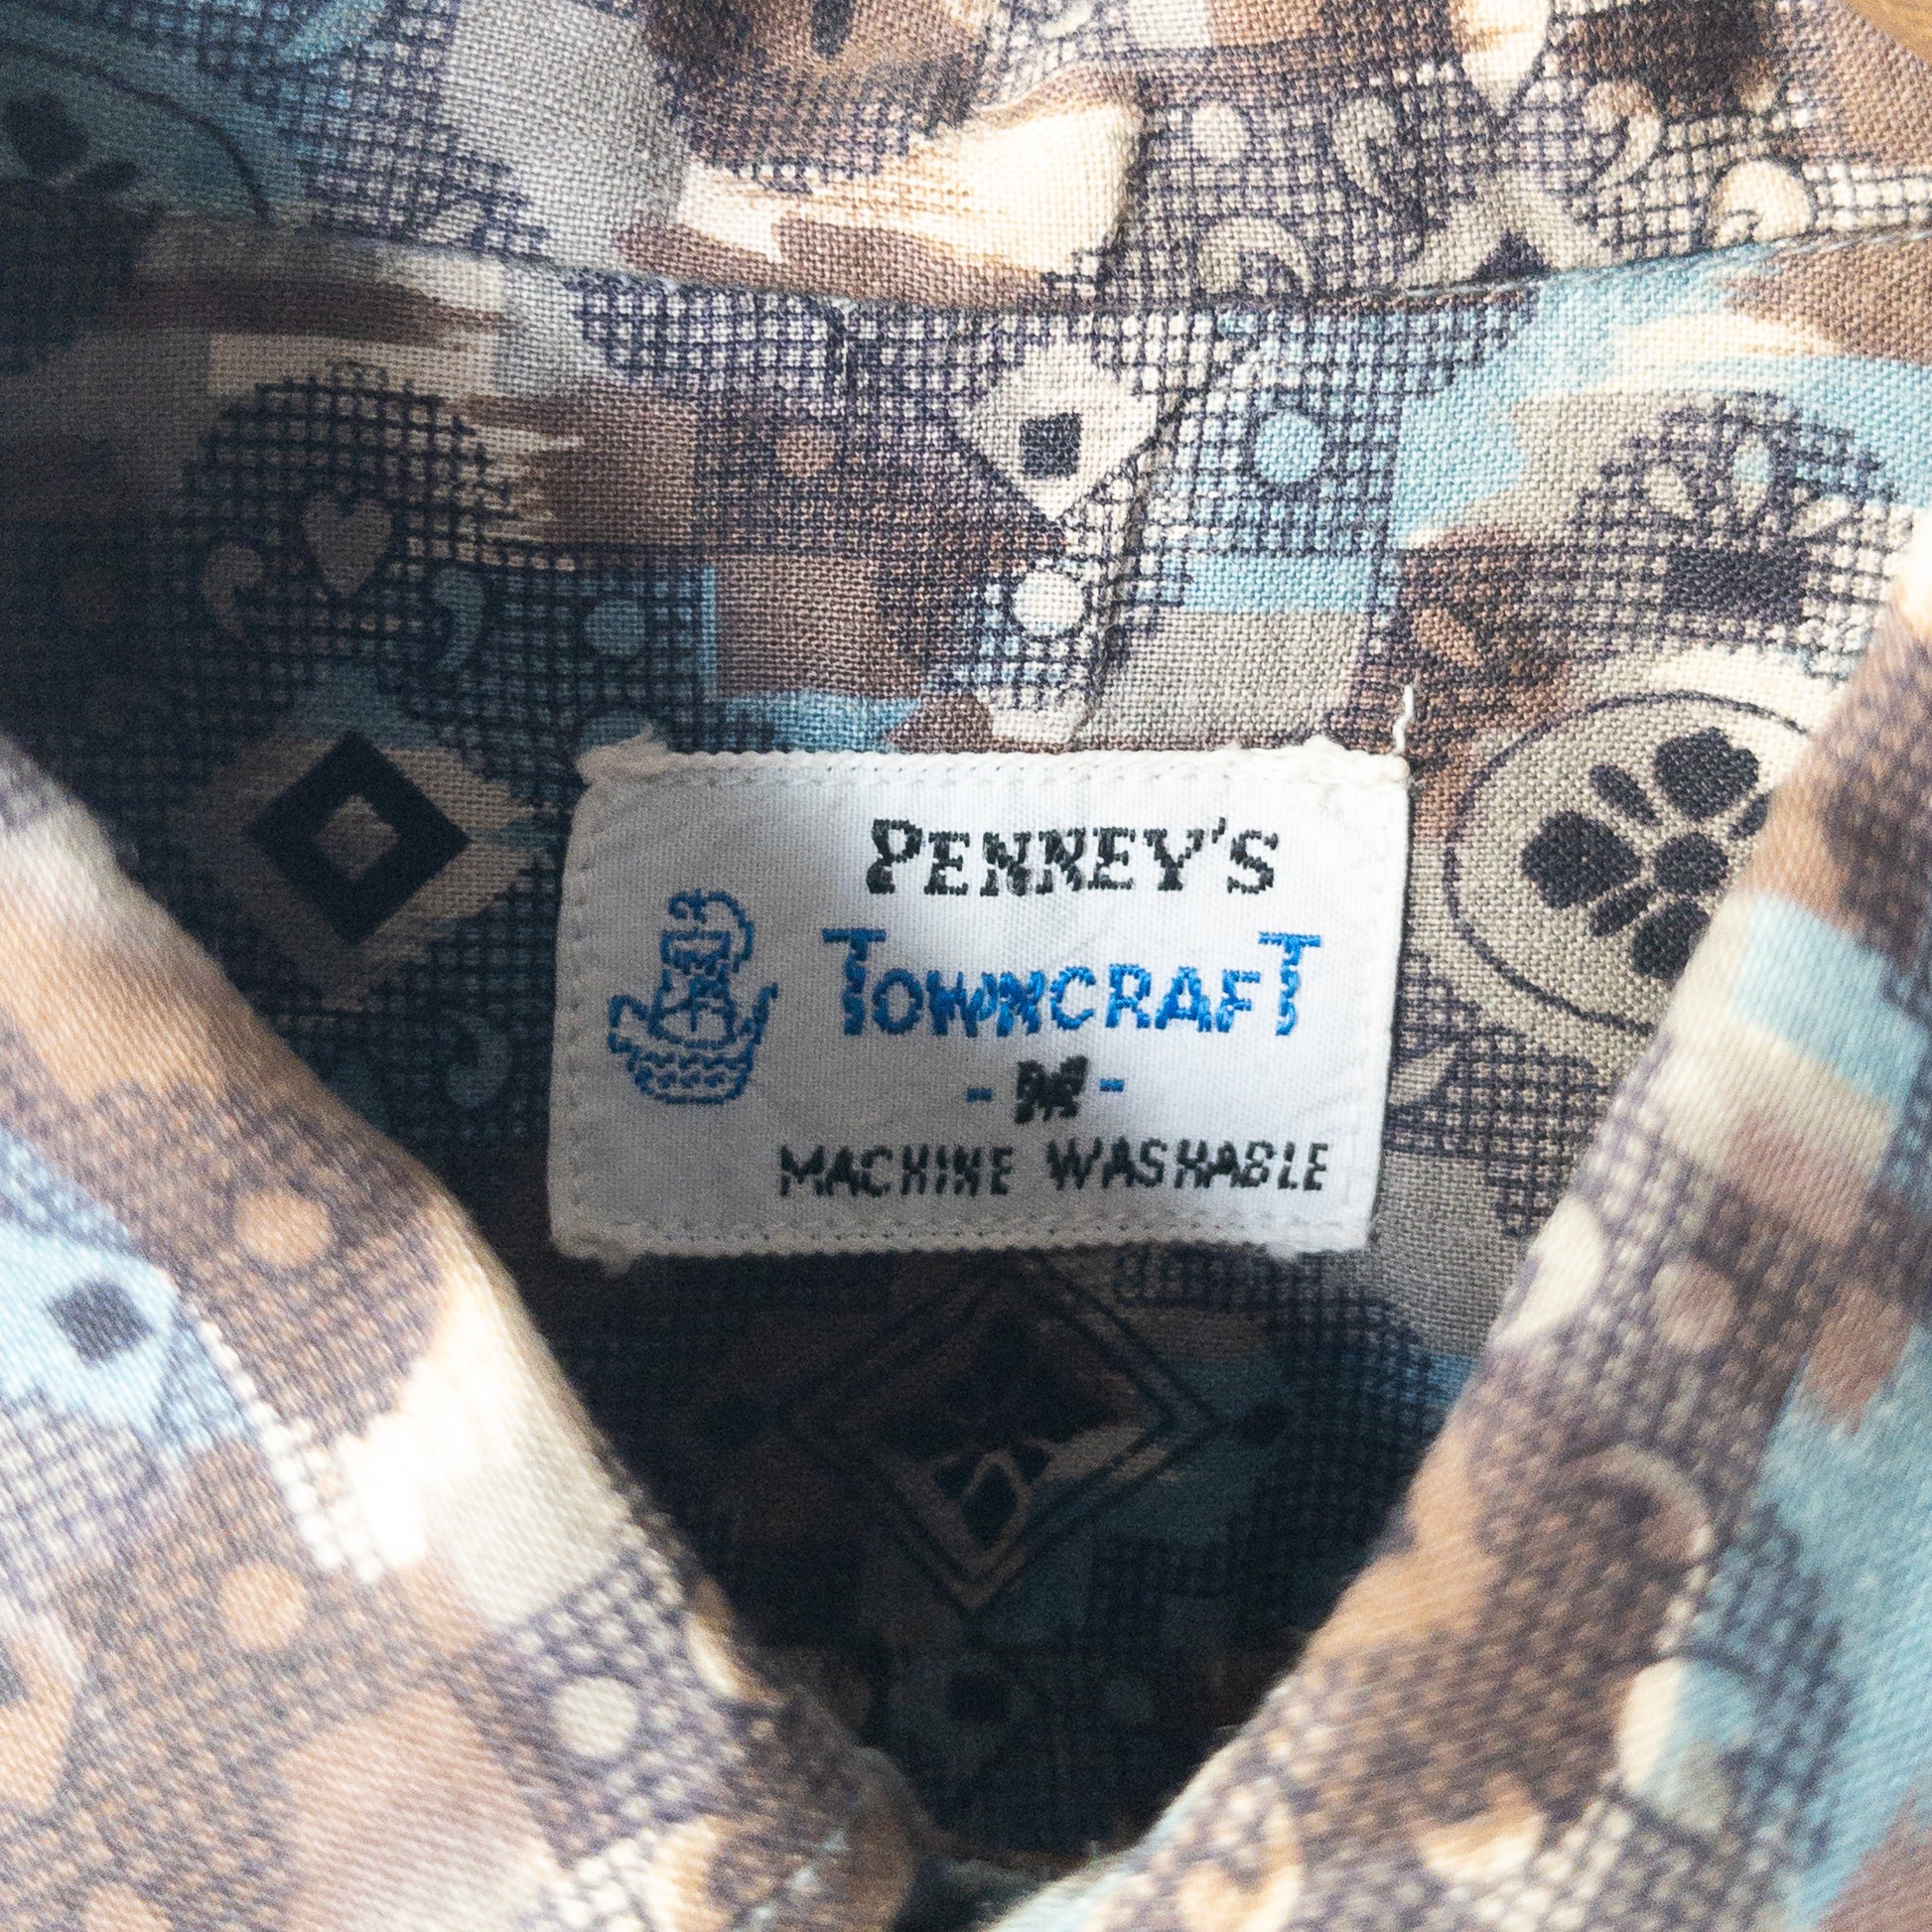 PENNEY'S
TOWNCRAFT
- M -
MACHINE WASHABLE